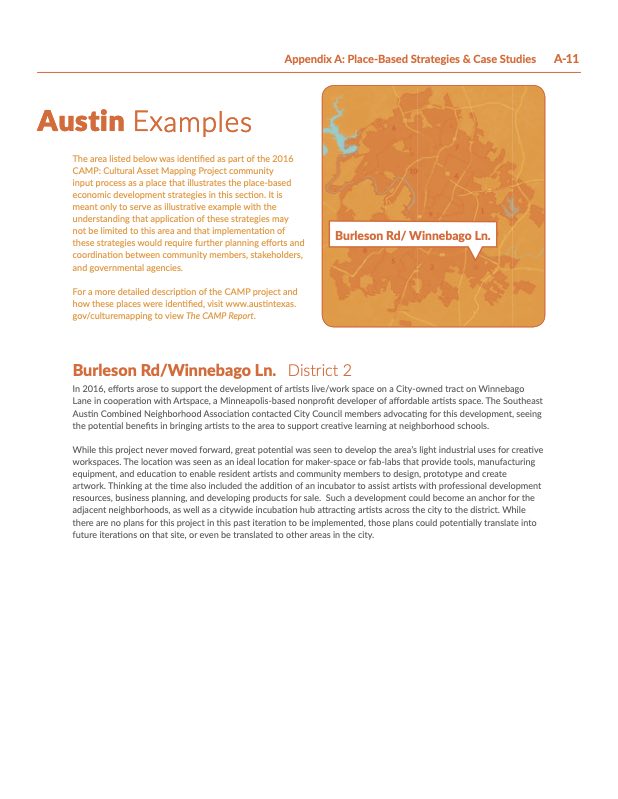 Appendix A: Place-Based Strategies & Case Studies A-11
Austin Examples
The area listed below was identified as part of the 2016
CAMP: Cultural Asset Mapping Project community
input process as a place that illustrates the place-based
economic development strategies in this section. It is
meant only to serve as illustrative example with the
understanding that application of these strategies may
not be limited to this area and that implementation of
these strategies would require further planning efforts and
coordination between community members, stakeholders,
and governmental agencies.
For a more detailed description of the CAMP project and
how these places were identified, visit www.austintexas.
gov/culturemapping to view The CAMP Report.
10
1
Burleson Rd/ Winnebago Ln.
Burleson Rd/Winnebago Ln. District 2
In 2016, efforts arose to support the development of artists live/work space on a City-owned tract on Winnebago
Lane in cooperation with Artspace, a Minneapolis-based nonprofit developer of affordable artists space. The Southeast
Austin Combined Neighborhood Association contacted City Council members advocating for this development, seeing
the potential benefits in bringing artists to the area to support creative learning at neighborhood schools.
While this project never moved forward, great potential was seen to develop the area's light industrial uses for creative
workspaces. The location was seen as an ideal location for maker-space or fab-labs that provide tools, manufacturing
equipment, and education to enable resident artists and community members to design, prototype and create
artwork. Thinking at the time also included the addition of an incubator to assist artists with professional development
resources, business planning, and developing products for sale. Such a development could become an anchor for the
adjacent neighborhoods, as well as a citywide incubation hub attracting artists across the city to the district. While
there are no plans for this project in this past iteration to be implemented, those plans could potentially translate into
future iterations on that site, or even be translated to other areas in the city.